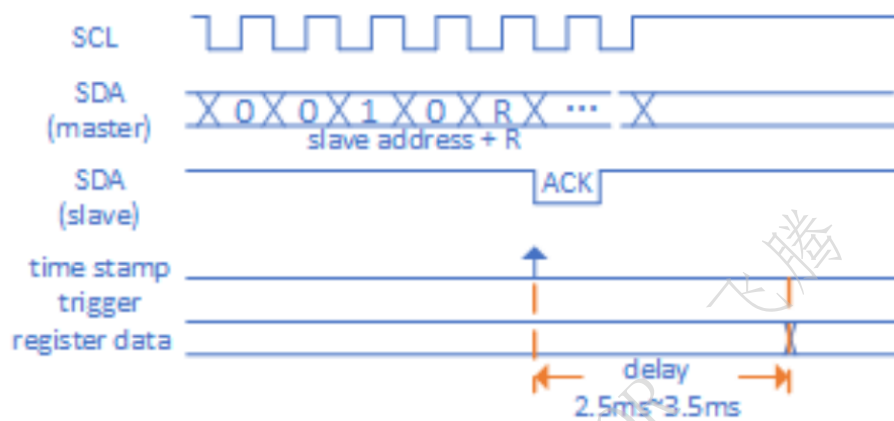 SCL
SDA
(master)
0 0 1 0 R ...
slave address + R
SDA
(slave)
ACK
time stamp
trigger
register data
delay
2.5ms~3.5ms
飞腾